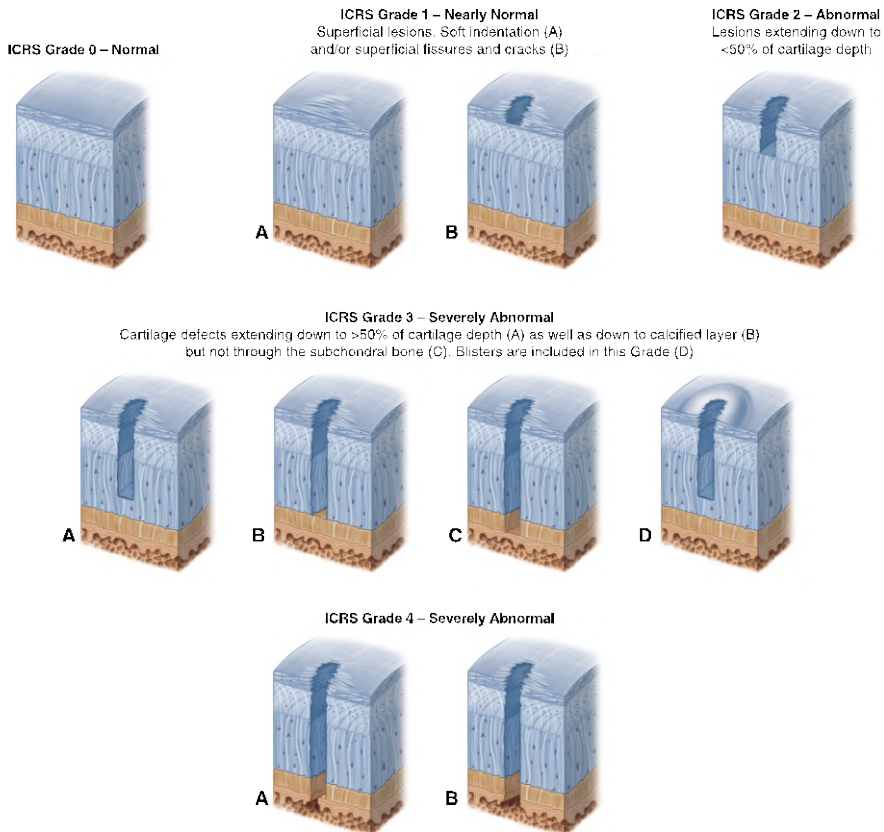 ICRS Grade 0 – Normal
ICRS Grade 1 – Nearly Normal
Superficial lesions. Soft indentation (A)
and/or superficial fissures and cracks (B)
ICRS Grade 2 – Abnormal
Lesions extending down to
<50% of cartilage depth
A
B
ICRS Grade 3 – Severely Abnormal
Cartilage defects extending down to >50% of cartilage depth (A) as well as down to calcified layer (B)
but not through the subchondral bone (C). Blisters are included in this Grade (D)
A
B
C
D
ICRS Grade 4 – Severely Abnormal
A
B